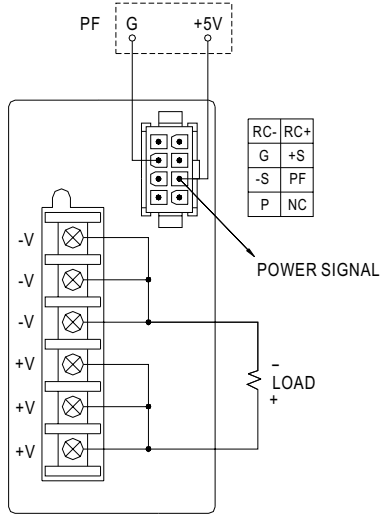 PF G +5V
RC- RC+
G +S
-S PF
P NC
POWER SIGNAL
-V
-V
-V
+V
+V
+V
-
LOAD
+